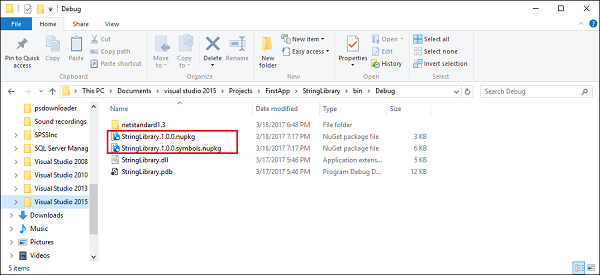 Debug
File Home Share View
Pin to Quick access Copy Paste Cut Copy path Paste shortcut Move to Copy to Delete Rename New folder New item Easy access Properties Open Edit History Select all Select none Invert selection
Clipboard Organize New Open Select
This PC Documents visual studio 2015 Projects FirstApp StringLibrary bin Debug Search Debug
Name Date modified Type Size
psdownloader
Sound recordings
SPSSInc
SQL Server Manag
Visual Studio 2008
Visual Studio 2010
Visual Studio 2013
Visual Studio 2015
Downloads
Music
Pictures
Videos
netstandard1.3 3/18/2017 6:48 PM File folder
StringLibrary.1.0.0.nupkg 3/18/2017 7:17 PM NuGet package file 3 KB
StringLibrary.1.0.0.symbols.nupkg 3/18/2017 7:17 PM NuGet package file 6 KB
StringLibrary.dll 3/17/2017 5:46 PM Application extens... 4 KB
StringLibrary.pdb 3/17/2017 5:46 PM Program Debug D... 12 KB
5 items